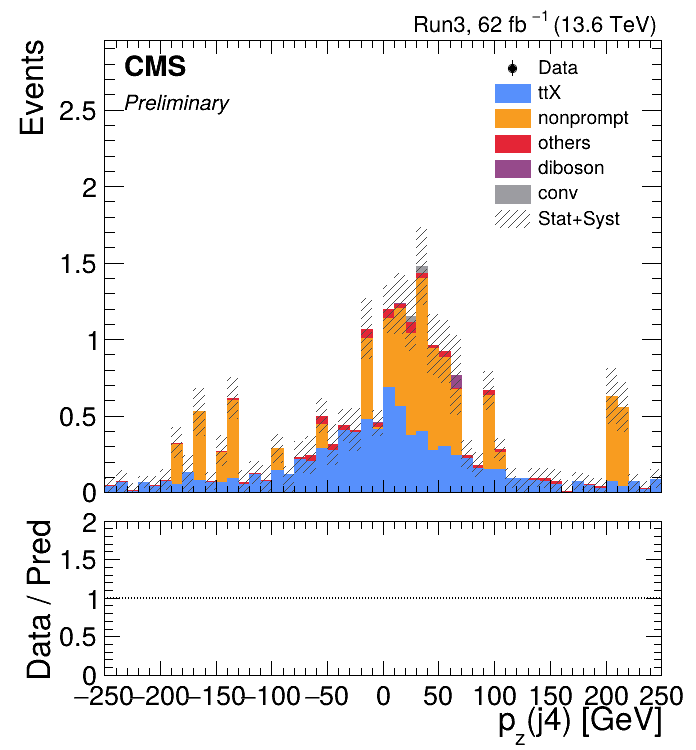 Run3, 62 fb⁻¹ (13.6 TeV)
CMS
Preliminary
Events
Data
ttX
nonprompt
others
diboson
conv
Stat+Syst
2.5
2
1.5
1
0.5
0
Data / Pred
2
1.5
1
0.5
0
−250 −200 −150 −100 −50 0 50 100 150 200 250
p_z(j4) [GeV]